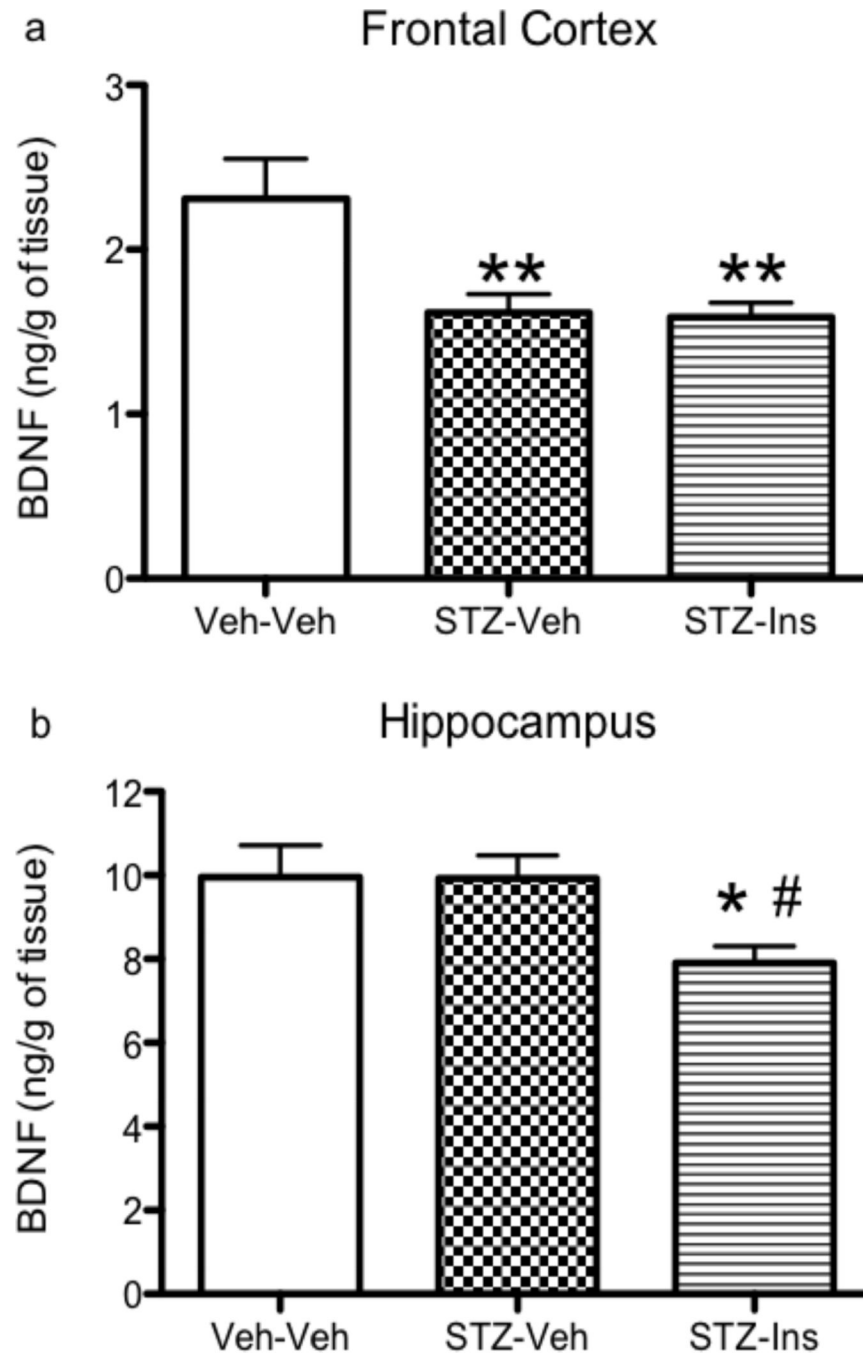 a
Frontal Cortex
BDNF (ng/g of tissue)
3
2
1
0
**
**
Veh-Veh
STZ-Veh
STZ-Ins
b
Hippocampus
BDNF (ng/g of tissue)
12
10
8
6
4
2
0
* #
Veh-Veh
STZ-Veh
STZ-Ins